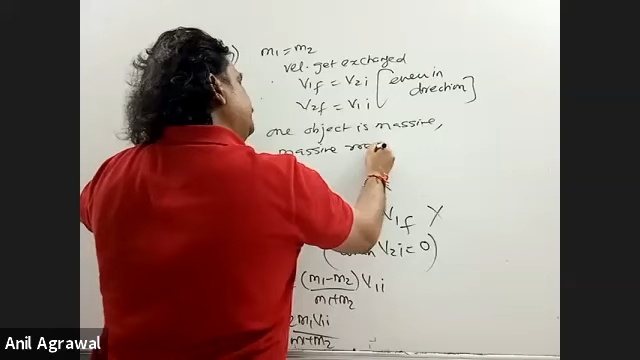 m₁ = m₂
vel. get exchanged
V₁f = V₂i [even in
V₂f = V₁i direction]
one object is massive,
massive
V₁f X
V₂i = 0)
(m₁-m₂) V₁i
m₁+m₂
2m₁V₁i
m₁+m₂
Anil Agrawal